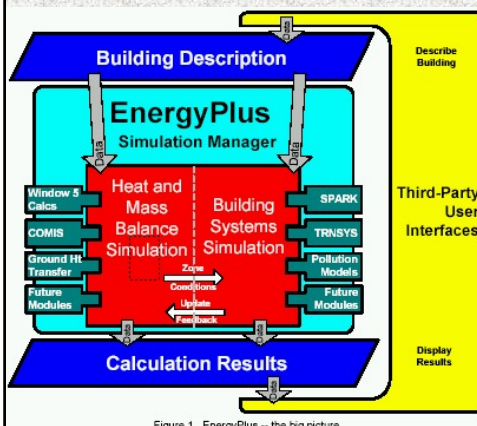 Data
Building Description
Describe
Building
EnergyPlus
Simulation Manager
Data
Data
Heat and
Mass
Balance
Simulation
Building
Systems
Simulation
Window 5
Calcs
COMIS
Ground Ht
Transfer
Future
Modules
SPARK
TRNSYS
Pollution
Models
Future
Modules
Third-Party
User
Interfaces
Zone
Conditions
Update
Feedback
Data
Data
Calculation Results
Display
Results
Data
Figure 1. EnergyPlus -- the big picture